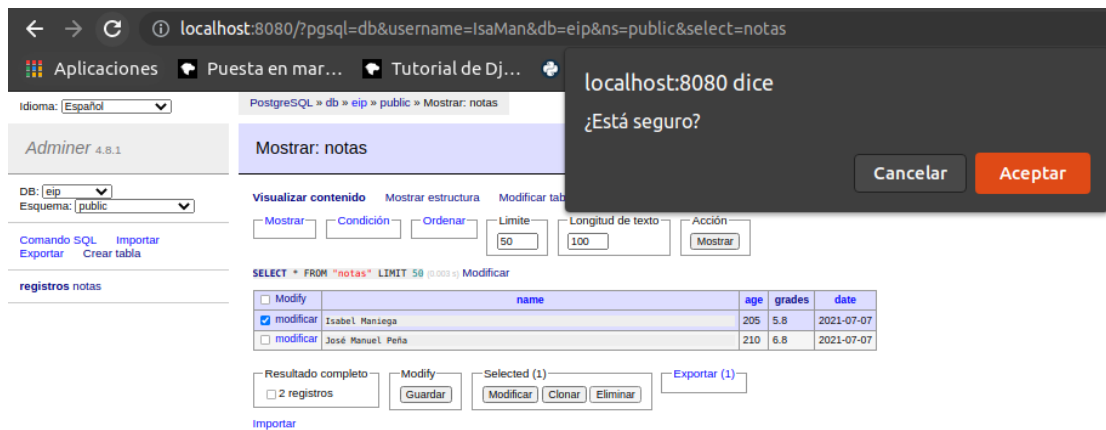 localhost:8080/?pgsql=db&username=IsaMan&db=eip&ns=public&select=notas
Aplicaciones Puesta en mar... Tutorial de Dj...
localhost:8080 dice
¿Está seguro?
Cancelar Aceptar
Idioma: Español
PostgreSQL » db » eip » public » Mostrar: notas
Adminer 4.8.1
Mostrar: notas
DB: eip
Esquema: public
Visualizar contenido Mostrar estructura Modificar tab
Mostrar Condición Ordenar Limite Longitud de texto Acción
50 100 Mostrar
Comando SQL Importar
Exportar Crear tabla
SELECT * FROM "notas" LIMIT 50 (0.003 s) Modificar
registros notas
Modify name age grades date
modificar Isabel Maniega 205 5.8 2021-07-07
modificar José Manuel Peña 210 6.8 2021-07-07
Resultado completo Modify Selected (1) Exportar (1)
2 registros Guardar Modificar Clonar Eliminar
Importar